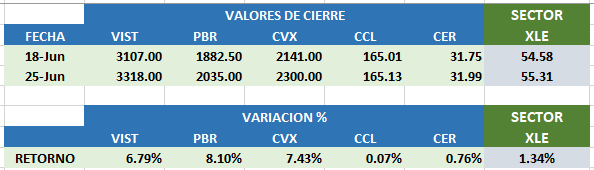 VALORES DE CIERRE SECTOR
FECHA VIST PBR CVX CCL CER XLE
18-Jun 3107.00 1882.50 2141.00 165.01 31.75 54.58
25-Jun 3318.00 2035.00 2300.00 165.13 31.99 55.31
VARIACION % SECTOR
VIST PBR CVX CCL CER XLE
RETORNO 6.79% 8.10% 7.43% 0.07% 0.76% 1.34%